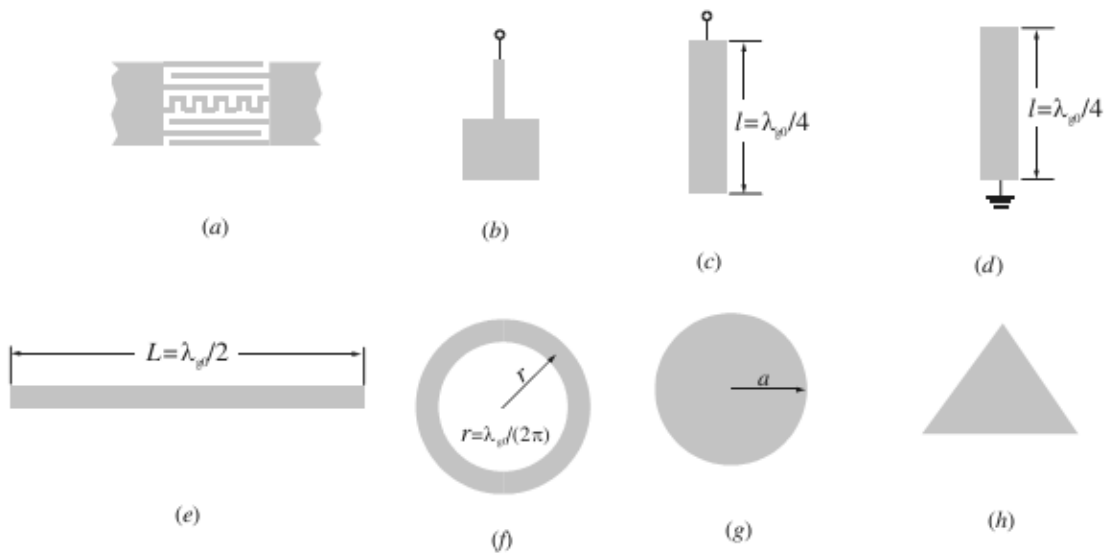 l=λg0/4
l=λg0/4
(a)
(b)
(c)
(d)
L=λg0/2
r
r=λg0/(2π)
a
(e)
(f)
(g)
(h)